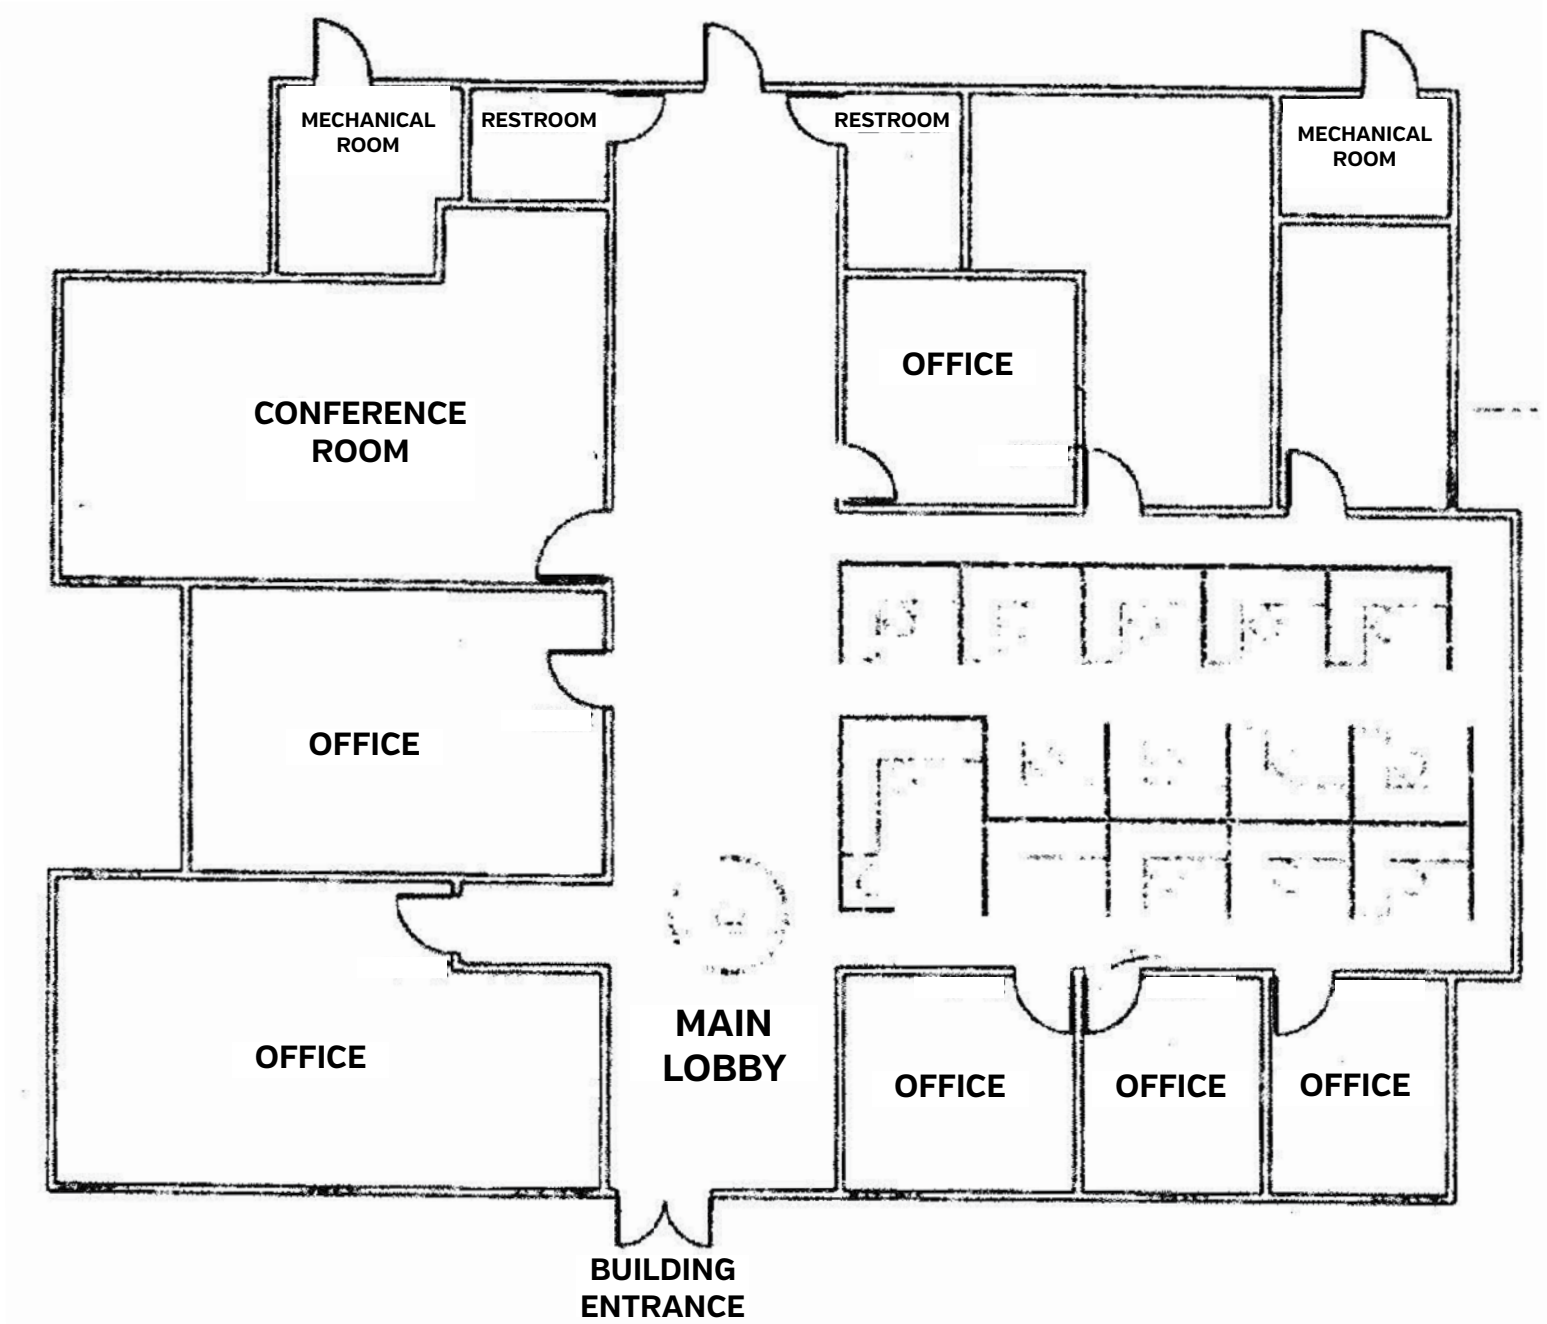 MECHANICAL
ROOM
RESTROOM
RESTROOM
MECHANICAL
ROOM
OFFICE
CONFERENCE
ROOM
OFFICE
MAIN
LOBBY
OFFICE
OFFICE
OFFICE
OFFICE
BUILDING
ENTRANCE